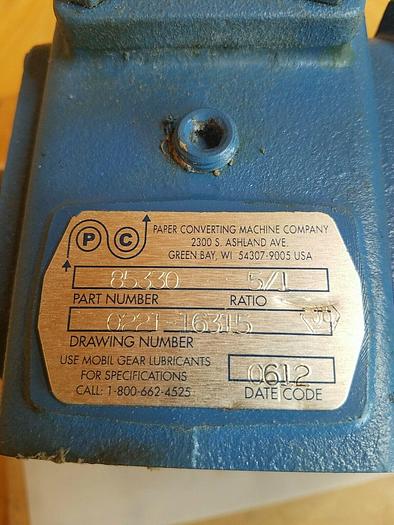 P C
PAPER CONVERTING MACHINE COMPANY
2300 S. ASHLAND AVE.
GREEN BAY, WI 54307-9005 USA
85330 5/1
PART NUMBER RATIO
0221-16315
DRAWING NUMBER
USE MOBIL GEAR LUBRICANTS
FOR SPECIFICATIONS
CALL: 1-800-662-4525
0612
DATE CODE